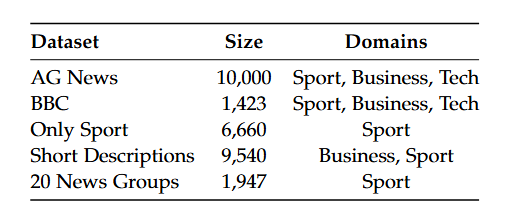 Dataset Size Domains
AG News 10,000 Sport, Business, Tech
BBC 1,423 Sport, Business, Tech
Only Sport 6,660 Sport
Short Descriptions 9,540 Business, Sport
20 News Groups 1,947 Sport